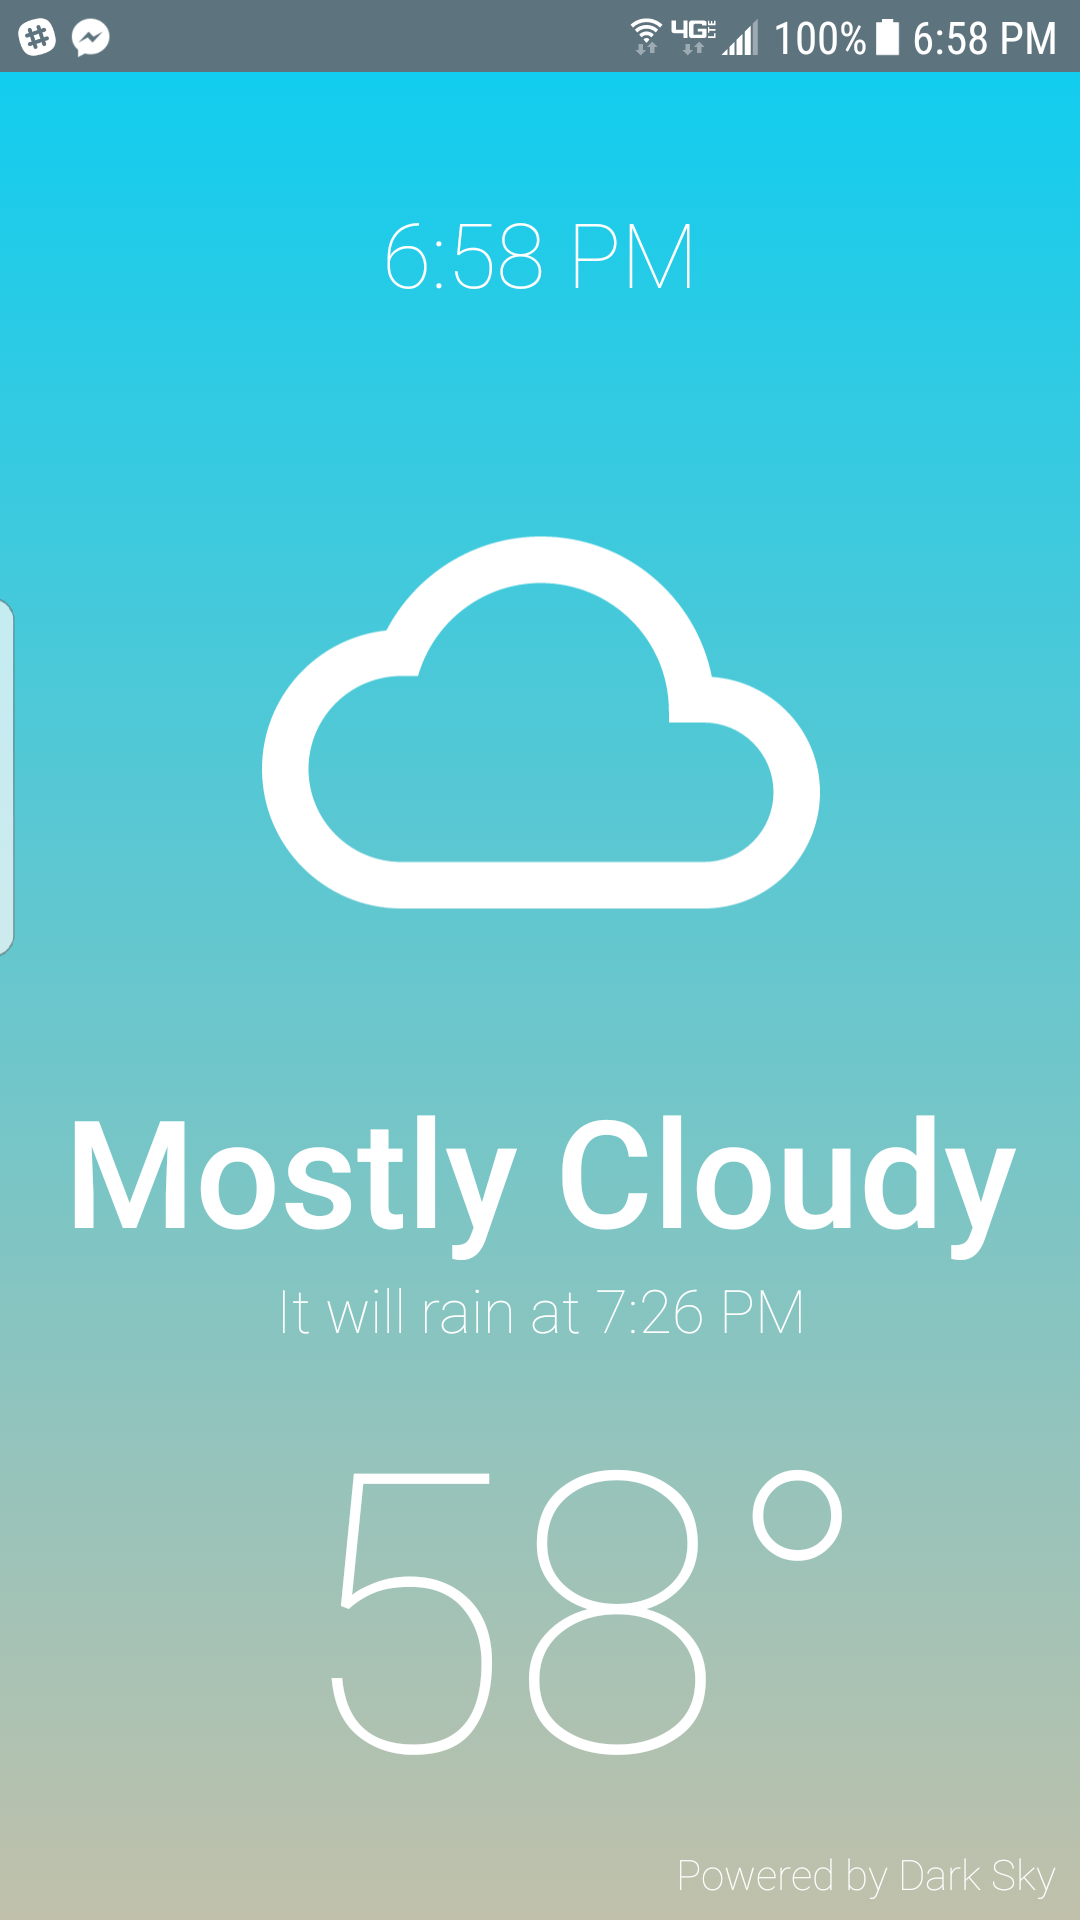 4G LTE 100% 6:58 PM
6:58 PM
Mostly Cloudy
It will rain at 7:26 PM
58°
Powered by Dark Sky